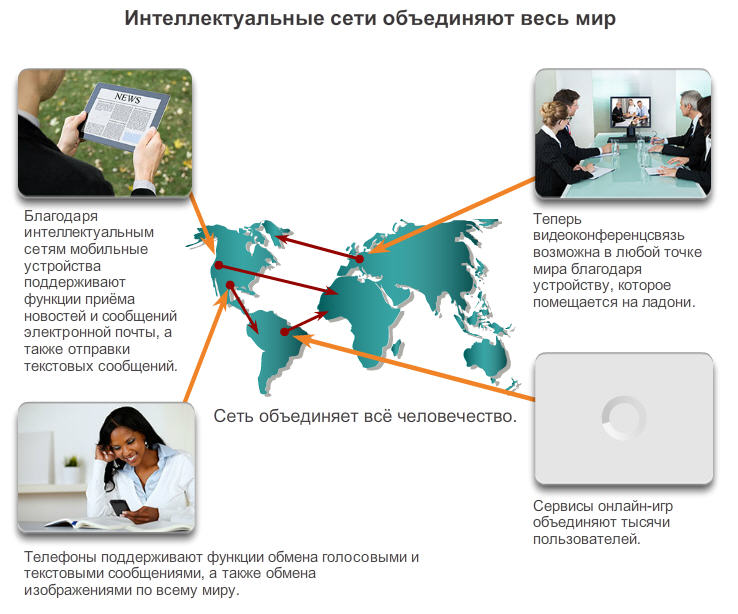 Интеллектуальные сети объединяют весь мир
NEWS
Благодаря
интеллектуальным
сетям мобильные
устройства
поддерживают
функции приёма
новостей и сообщений
электронной почты, а
также отправки
текстовых сообщений.
Теперь
видеоконференцсвязь
возможна в любой точке
мира благодаря
устройству, которое
помещается на ладони.
Сеть объединяет всё человечество.
Сервисы онлайн-игр
объединяют тысячи
пользователей.
Телефоны поддерживают функции обмена голосовыми и
текстовыми сообщениями, а также обмена
изображениями по всему миру.